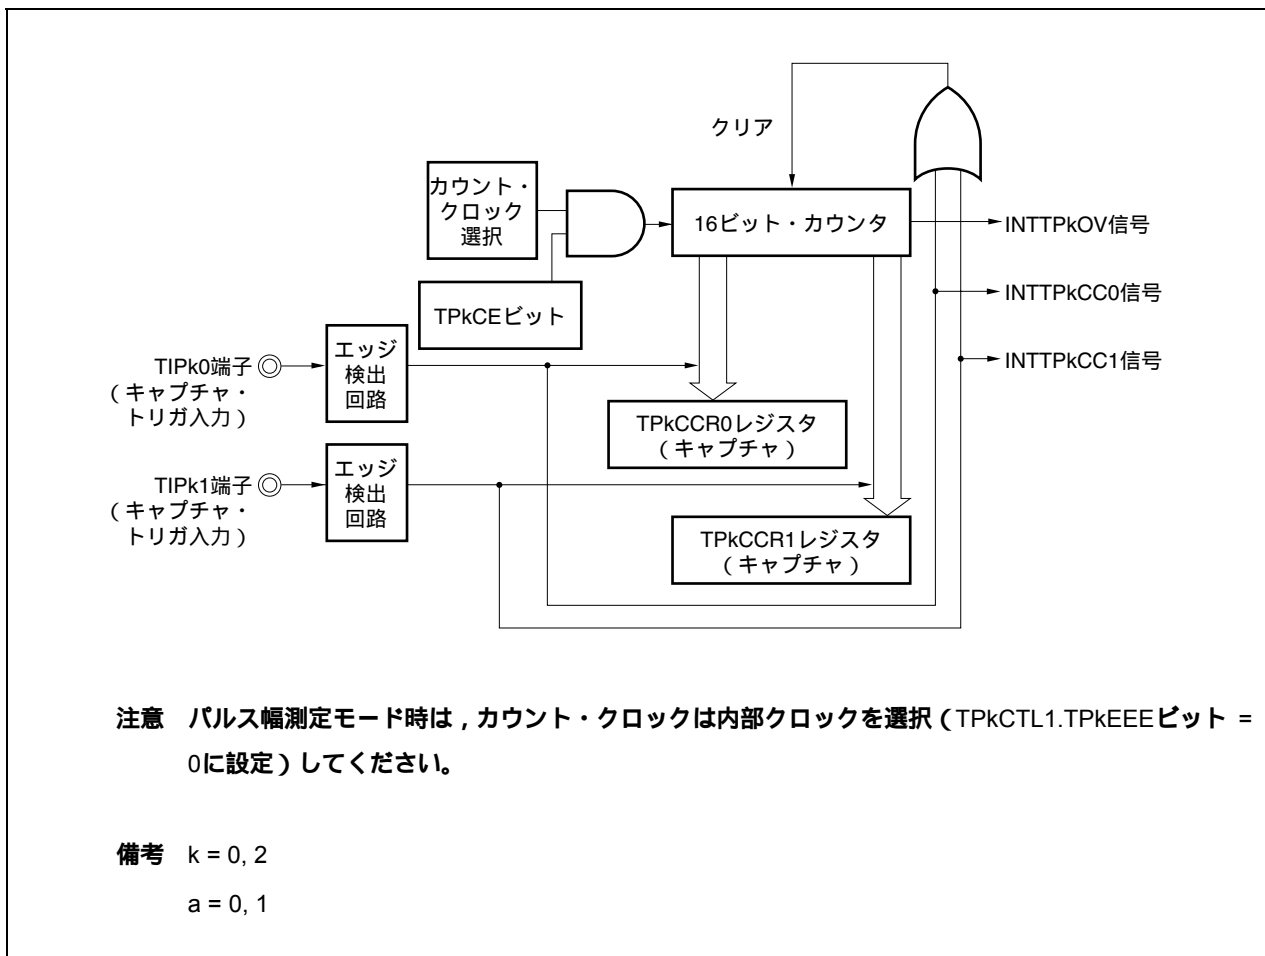 クリア
カウント・
クロック
選択
16ビット・カウンタ
INTTPkOV信号
TPkCEビット
INTTPkCC0信号
TIPk0端子
(キャプチャ・
トリガ入力)
エッジ
検出
回路
INTTPkCC1信号
TPkCCR0レジスタ
(キャプチャ)
TIPk1端子
(キャプチャ・
トリガ入力)
エッジ
検出
回路
TPkCCR1レジスタ
(キャプチャ)
注意 パルス幅測定モード時は,カウント・クロックは内部クロックを選択(TPkCTL1.TPkEEEビット =
0に設定)してください。
備考 k = 0, 2
a = 0, 1